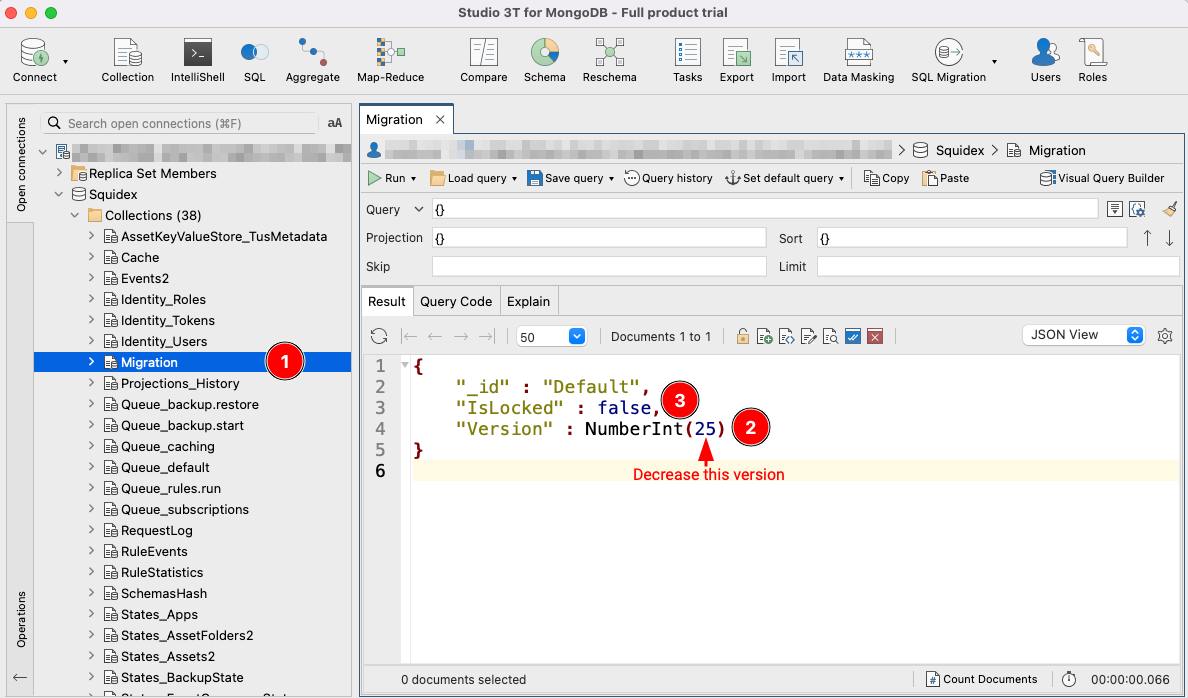 Studio 3T for MongoDB - Full product trial
Connect Collection IntelliShell SQL Aggregate Map-Reduce Compare Schema Reschema Tasks Export Import Data Masking SQL Migration Users Roles
Open connections
Operations
Search open connections (⌘F) aA
Replica Set Members
Squidex
Collections (38)
AssetKeyValueStore_TusMetadata
Cache
Events2
Identity_Roles
Identity_Tokens
Identity_Users
Migration 1
Projections_History
Queue_backup.restore
Queue_backup.start
Queue_caching
Queue_default
Queue_rules.run
Queue_subscriptions
RequestLog
RuleEvents
RuleStatistics
SchemasHash
States_Apps
States_AssetFolders2
States_Assets2
States_BackupState
Migration
Squidex Migration
Run Load query Save query Query history Set default query Copy Paste Visual Query Builder
Query {}
Projection {} Sort {}
Skip Limit
Result Query Code Explain
50 Documents 1 to 1 JSON View
1 {
2 "_id" : "Default",
3 "IsLocked" : false, 3
4 "Version" : NumberInt(25) 2
5 }
6
Decrease this version
0 documents selected Count Documents 00:00:00.066